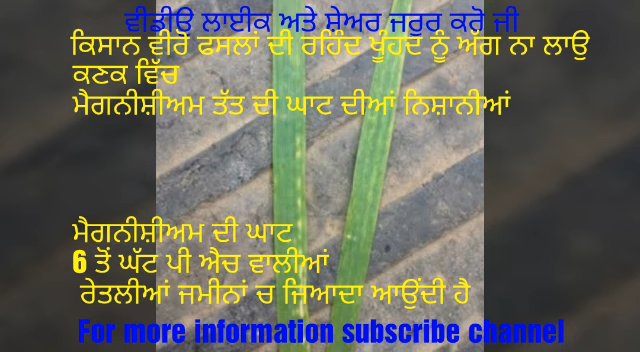 ਵੀਡੀਓ ਲਾਈਕ ਅਤੇ ਸ਼ੇਅਰ ਜਰੂਰ ਕਰੋ ਜੀ
ਕਿਸਾਨ ਵੀਰੋ ਫਸਲਾਂ ਦੀ ਰਹਿੰਦ ਖੂੰਹਦ ਨੂੰ ਅੱਗ ਨਾ ਲਾਉ
ਕਣਕ ਵਿੱਚ
ਮੈਗਨੀਸ਼ੀਅਮ ਤੱਤ ਦੀ ਘਾਟ ਦੀਆਂ ਨਿਸ਼ਾਨੀਆਂ
ਮੈਗਨੀਸ਼ੀਅਮ ਦੀ ਘਾਟ
6 ਤੋਂ ਘੱਟ ਪੀ ਐਚ ਵਾਲੀਆਂ
ਰੇਤਲੀਆਂ ਜਮੀਨਾਂ ਚ ਜਿਆਦਾ ਆਉਂਦੀ ਹੈ
For more information subscribe channel